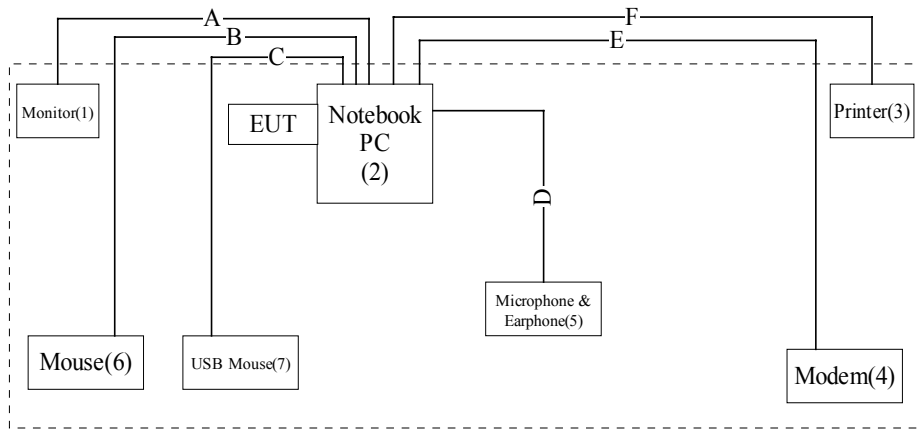 A
B
C
F
E
Monitor(1)
EUT
Notebook
PC
(2)
Printer(3)
D
Microphone &
Earphone(5)
Mouse(6)
USB Mouse(7)
Modem(4)